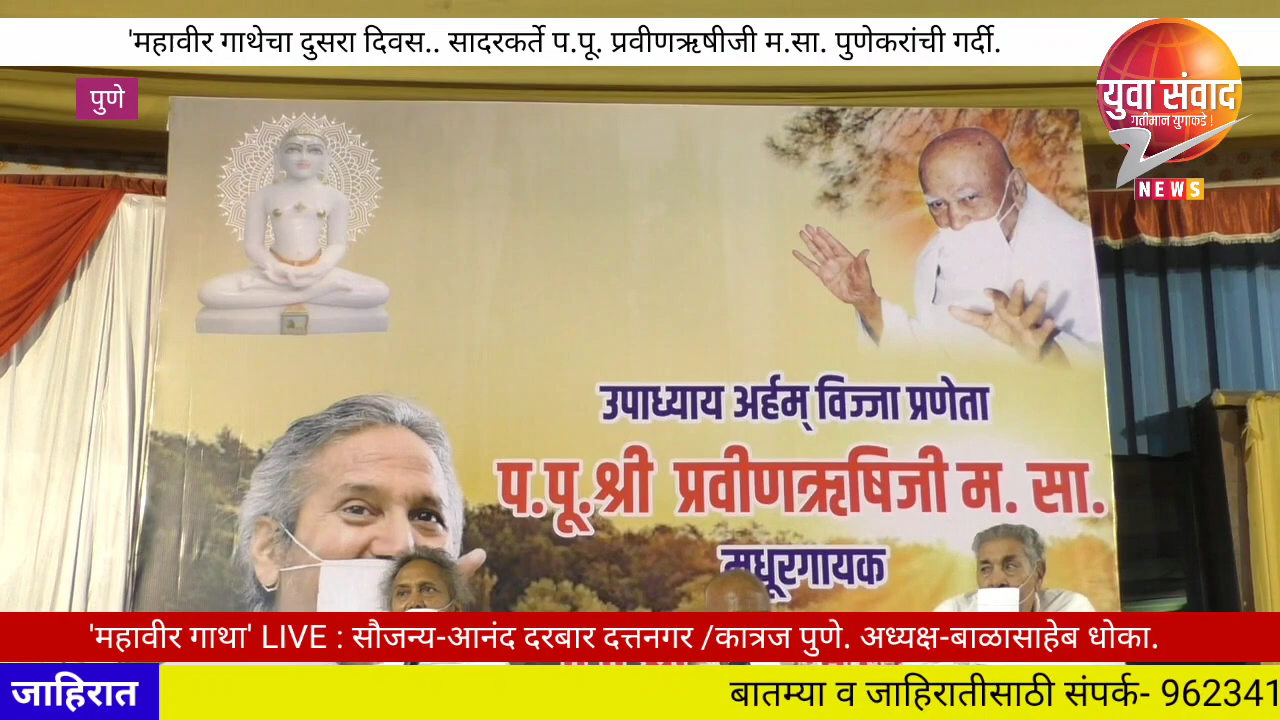 'महावीर गाथेचा दुसरा दिवस.. सादरकर्ते प.पू. प्रवीणऋषीजी म.सा. पुणेकरांची गर्दी.
युवा संवाद
गतीमान युगाकडे !
NEWS
पुणे
उपाध्याय अर्हम् विज्जा प्रणेता
प.पू.श्री प्रवीणऋषिजी म. सा.
मधूरगायक
'महावीर गाथा' LIVE : सौजन्य-आनंद दरबार दत्तनगर /कात्रज पुणे. अध्यक्ष-बाळासाहेब धोका.
जाहिरात
बातम्या व जाहिरातीसाठी संपर्क- 962341